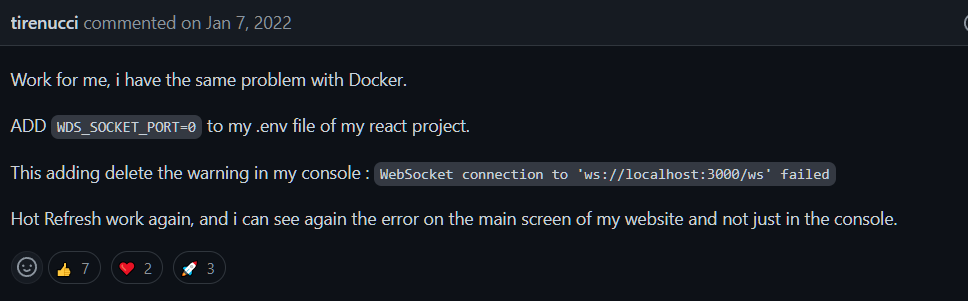 tirenucci commented on Jan 7, 2022
Work for me, i have the same problem with Docker.
ADD WDS_SOCKET_PORT=0 to my .env file of my react project.
This adding delete the warning in my console : WebSocket connection to 'ws://localhost:3000/ws' failed
Hot Refresh work again, and i can see again the error on the main screen of my website and not just in the console.
👍 7 ❤️ 2 🚀 3